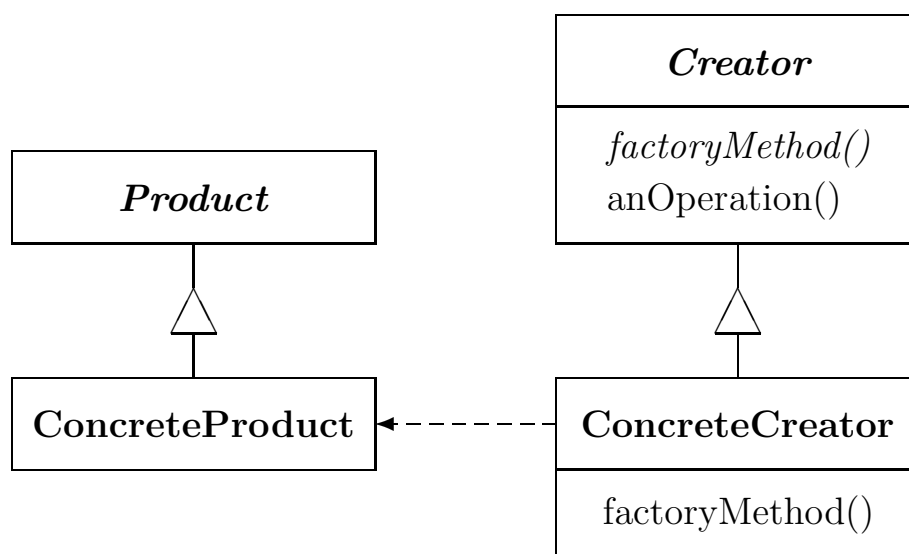 Creator
factoryMethod()
anOperation()
Product
ConcreteProduct
ConcreteCreator
factoryMethod()